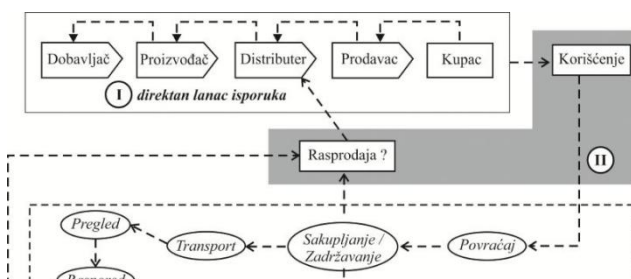 Dobavljač
Proizvođač
Distributer
Prodavac
Kupac
Korišćenje
I direktan lanac isporuka
Rasprodaja ?
II
Pregled
Transport
Sakupljanje /
Zadržavanje
Povraćaj